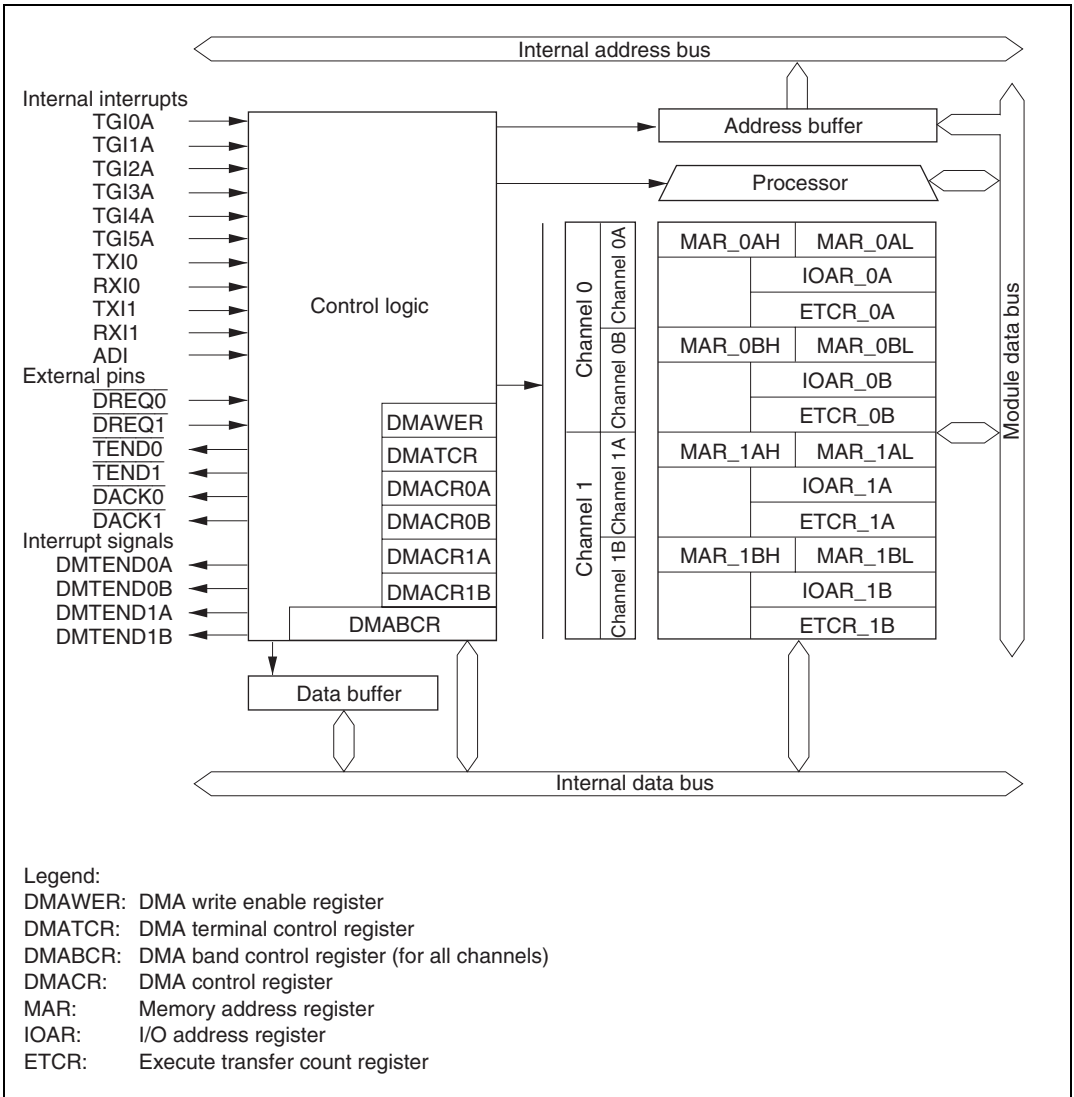 Internal address bus
Internal interrupts
TGI0A
TGI1A
TGI2A
TGI3A
TGI4A
TGI5A
TXI0
RXI0
TXI1
RXI1
ADI
External pins
DREQ0
DREQ1
TEND0
TEND1
DACK0
DACK1
Interrupt signals
DMTEND0A
DMTEND0B
DMTEND1A
DMTEND1B
Control logic
DMAWER
DMATCR
DMACR0A
DMACR0B
DMACR1A
DMACR1B
DMABCR
Data buffer
Address buffer
Processor
Channel 0
Channel 0A
Channel 0B
Channel 1
Channel 1A
Channel 1B
MAR_0AH MAR_0AL
IOAR_0A
ETCR_0A
MAR_0BH MAR_0BL
IOAR_0B
ETCR_0B
MAR_1AH MAR_1AL
IOAR_1A
ETCR_1A
MAR_1BH MAR_1BL
IOAR_1B
ETCR_1B
Module data bus
Internal data bus
Legend:
DMAWER: DMA write enable register
DMATCR: DMA terminal control register
DMABCR: DMA band control register (for all channels)
DMACR: DMA control register
MAR: Memory address register
IOAR: I/O address register
ETCR: Execute transfer count register